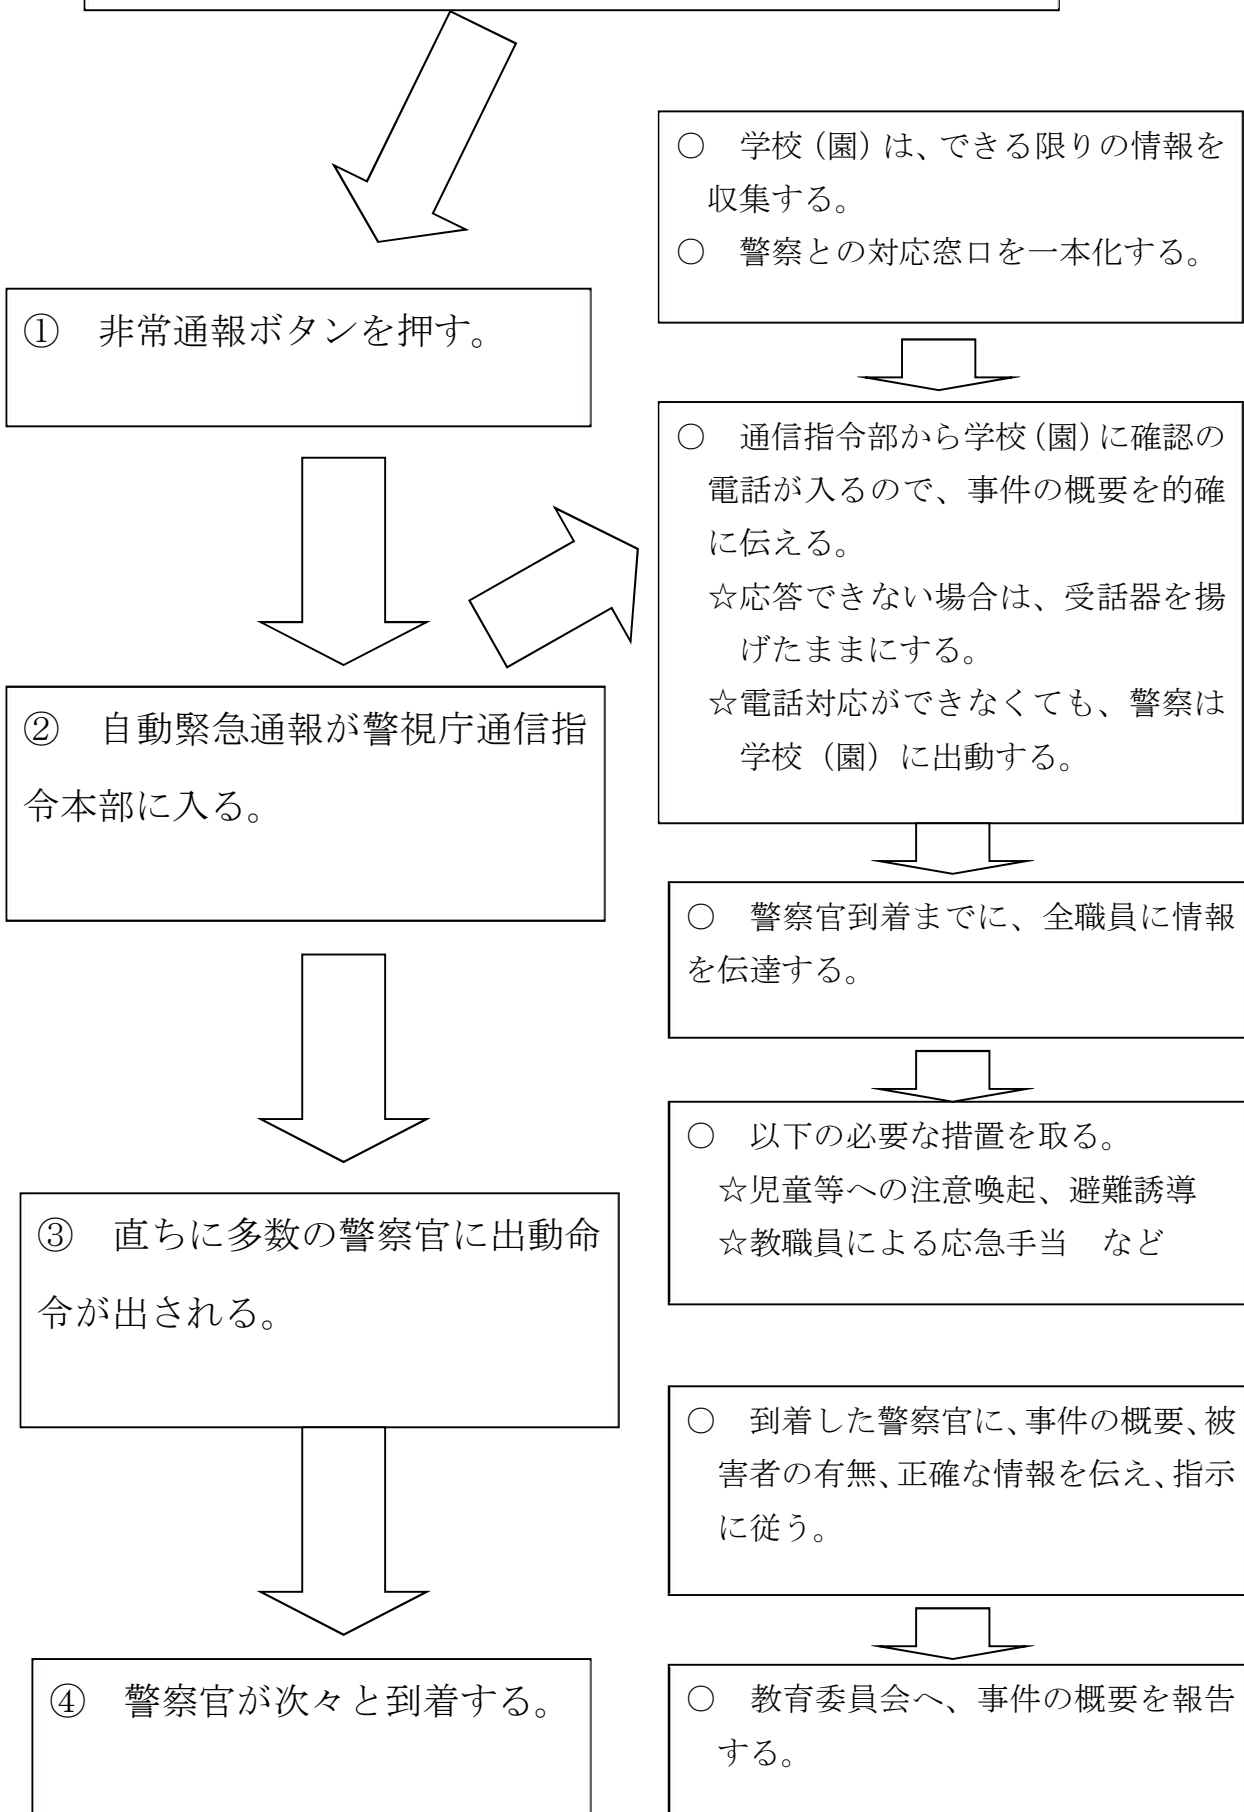 ① 非常通報ボタンを押す。
② 自動緊急通報が警視庁通信指
令本部に入る。
③ 直ちに多数の警察官に出動命
令が出される。
④ 警察官が次々と到着する。
○ 学校(園)は、できる限りの情報を
収集する。
○ 警察との対応窓口を一本化する。
○ 通信指令部から学校(園)に確認の
電話が入るので、事件の概要を的確
に伝える。
☆応答できない場合は、受話器を揚
げたままにする。
☆電話対応ができなくても、警察は
学校(園)に出動する。
○ 警察官到着までに、全職員に情報
を伝達する。
○ 以下の必要な措置を取る。
☆児童等への注意喚起、避難誘導
☆教職員による応急手当 など
○ 到着した警察官に、事件の概要、被
害者の有無、正確な情報を伝え、指示
に従う。
○ 教育委員会へ、事件の概要を報告
する。